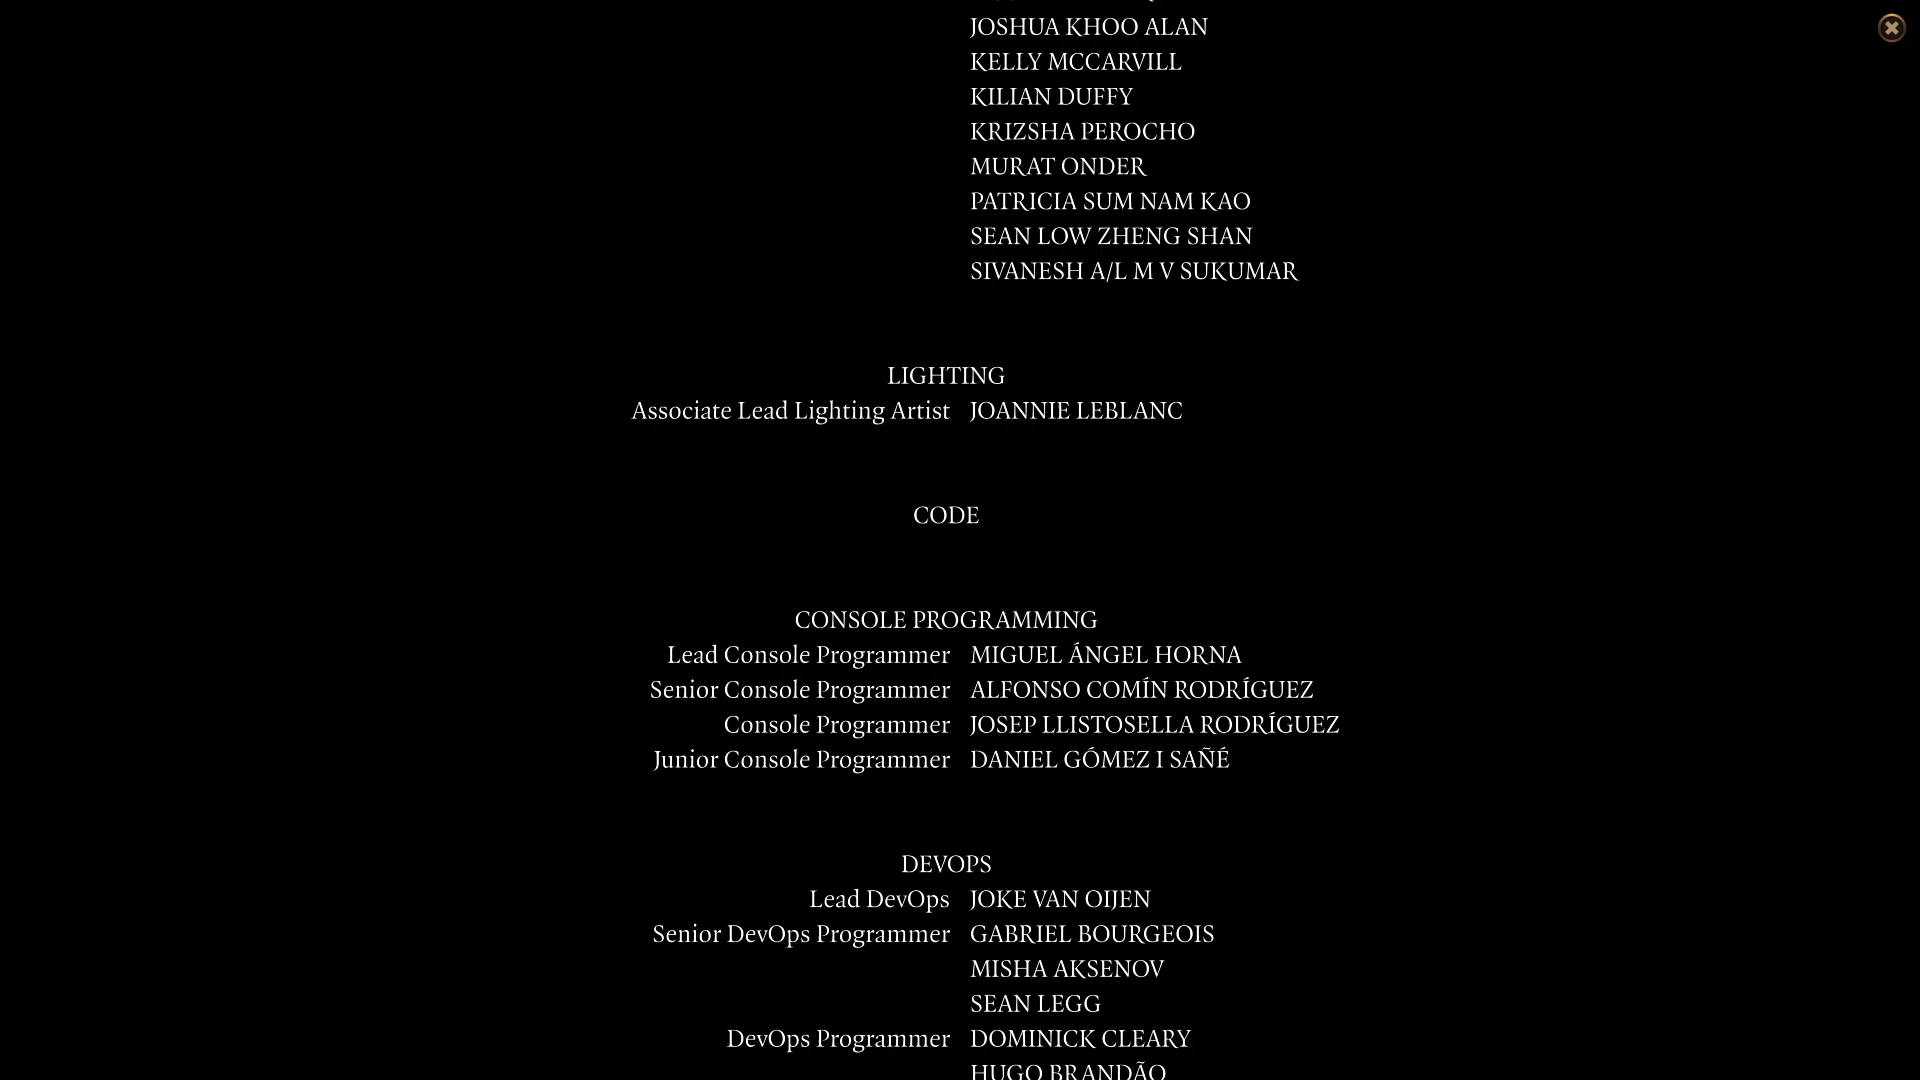 JOSHUA KHOO ALAN
KELLY MCCARVILL
KILIAN DUFFY
KRIZSHA PEROCHO
MURAT ONDER
PATRICIA SUM NAM KAO
SEAN LOW ZHENG SHAN
SIVANESH A/L M V SUKUMAR
LIGHTING
Associate Lead Lighting Artist JOANNIE LEBLANC
CODE
CONSOLE PROGRAMMING
Lead Console Programmer MIGUEL ÁNGEL HORNA
Senior Console Programmer ALFONSO COMÍN RODRÍGUEZ
Console Programmer JOSEP LLISTOSELLA RODRÍGUEZ
Junior Console Programmer DANIEL GÓMEZ I SAÑÉ
DEVOPS
Lead DevOps JOKE VAN OIJEN
Senior DevOps Programmer GABRIEL BOURGEOIS
MISHA AKSENOV
SEAN LEGG
DevOps Programmer DOMINICK CLEARY
HUGO BRANDÃO